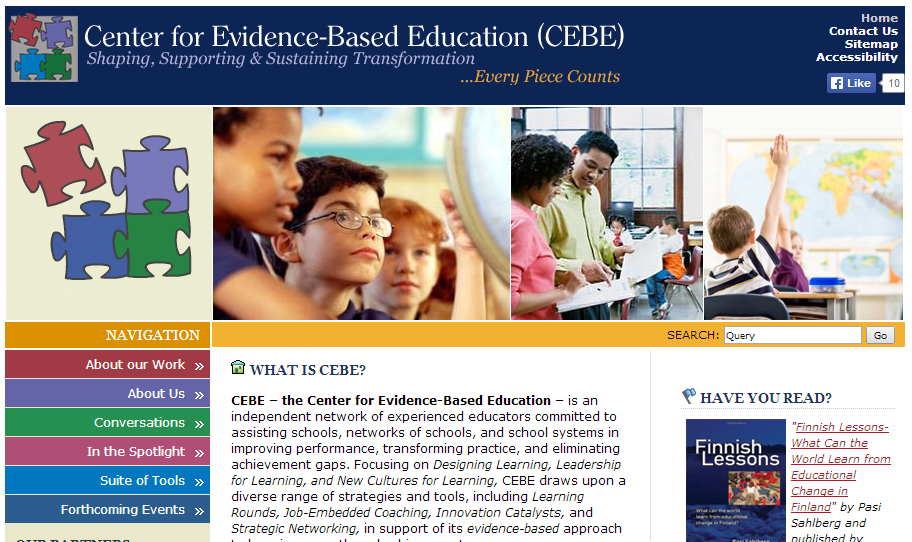 Center for Evidence-Based Education (CEBE)
Shaping, Supporting & Sustaining Transformation
...Every Piece Counts
Home
Contact Us
Sitemap
Accessibility
Like 10
NAVIGATION
SEARCH: Query Go
About our Work »
About Us »
Conversations »
In the Spotlight »
Suite of Tools »
Forthcoming Events »
OUR PARTNERS
WHAT IS CEBE?
CEBE – the Center for Evidence-Based Education – is an
independent network of experienced educators committed to
assisting schools, networks of schools, and school systems in
improving performance, transforming practice, and eliminating
achievement gaps. Focusing on Designing Learning, Leadership
for Learning, and New Cultures for Learning, CEBE draws upon a
diverse range of strategies and tools, including Learning
Rounds, Job-Embedded Coaching, Innovation Catalysts, and
Strategic Networking, in support of its evidence-based approach
HAVE YOU READ?
Finnish
Lessons
What can the world
learn from educational
change in Finland?
Pasi Sahlberg
"Finnish Lessons-
What Can the
World Learn from
Educational
Change in
Finland" by Pasi
Sahlberg and
published by